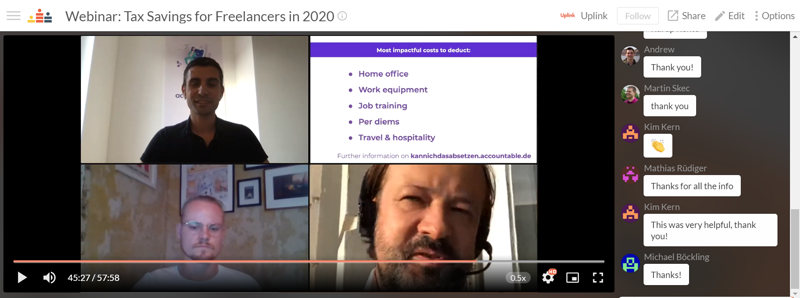 Webinar: Tax Savings for Freelancers in 2020
Uplink Uplink
Follow
Share
Edit
Options
Most impactful costs to deduct:
• Home office
• Work equipment
• Job training
• Per diems
• Travel & hospitality
Further information on kannichdasabsetzen.accountable.de
45:27 / 57:58
0.5x
HD
Andrew
Thank you!
Martin Skec
thank you
Kim Kern
👏
Mathias Rüdiger
Thanks for all the info
Kim Kern
This was very helpful, thank
you!
Michael Böckling
Thanks!